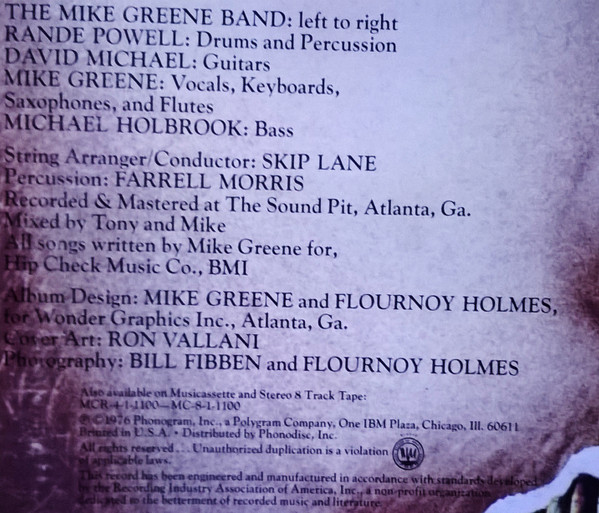 THE MIKE GREENE BAND: left to right
RANDE POWELL: Drums and Percussion
DAVID MICHAEL: Guitars
MIKE GREENE: Vocals, Keyboards,
Saxophones, and Flutes
MICHAEL HOLBROOK: Bass
String Arranger/Conductor: SKIP LANE
Percussion: FARRELL MORRIS
Recorded & Mastered at The Sound Pit, Atlanta, Ga.
Mixed by Tony and Mike
All songs written by Mike Greene for,
Hip Check Music Co., BMI
Album Design: MIKE GREENE and FLOURNOY HOLMES,
for Wonder Graphics Inc., Atlanta, Ga.
Cover Art: RON VALLANI
Photography: BILL FIBBEN and FLOURNOY HOLMES
Also available on Musicassette and Stereo 8 Track Tape:
MCR-4-1-1100—MC-8-1-1100
℗ © 1976 Phonogram, Inc., a Polygram Company, One IBM Plaza, Chicago, Ill. 60611
Printed in U.S.A. • Distributed by Phonodisc, Inc.
All rights reserved . . . Unauthorized duplication is a violation
of applicable laws.
This record has been engineered and manufactured in accordance with standards developed
by the Recording Industry Association of America, Inc., a non-profit organization
dedicated to the betterment of recorded music and literature.